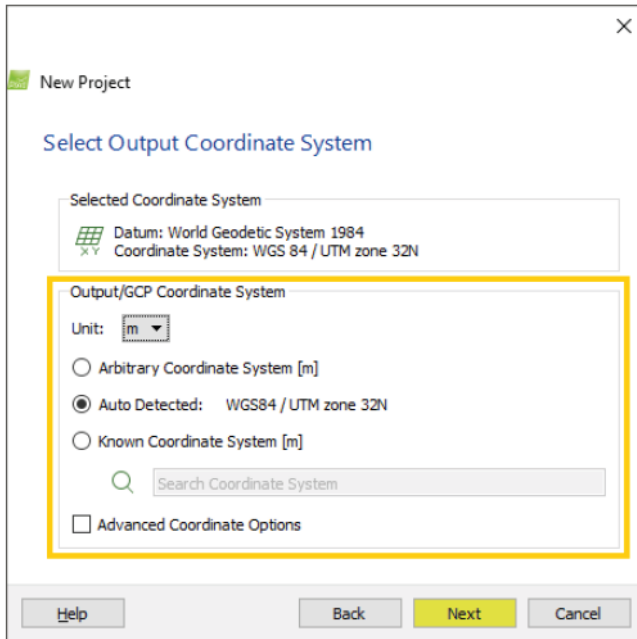 New Project
Select Output Coordinate System
Selected Coordinate System
Datum: World Geodetic System 1984
XY
Coordinate System: WGS 84 / UTM zone 32N
Output/GCP Coordinate System
Unit: m
Arbitrary Coordinate System [m]
Auto Detected: WGS84 / UTM zone 32N
Known Coordinate System [m]
Search Coordinate System
Advanced Coordinate Options
Help Back Next Cancel